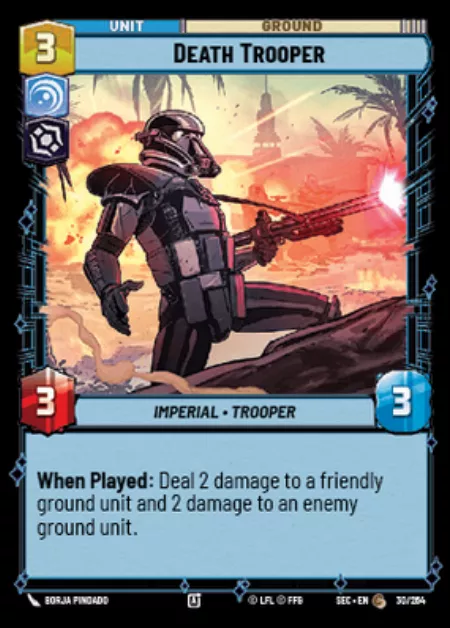 UNIT GROUND
3 DEATH TROOPER
3 IMPERIAL • TROOPER 3
When Played: Deal 2 damage to a friendly
ground unit and 2 damage to an enemy
ground unit.
BORJA PINDADO © LFL © FFG SEC • EN 30/264